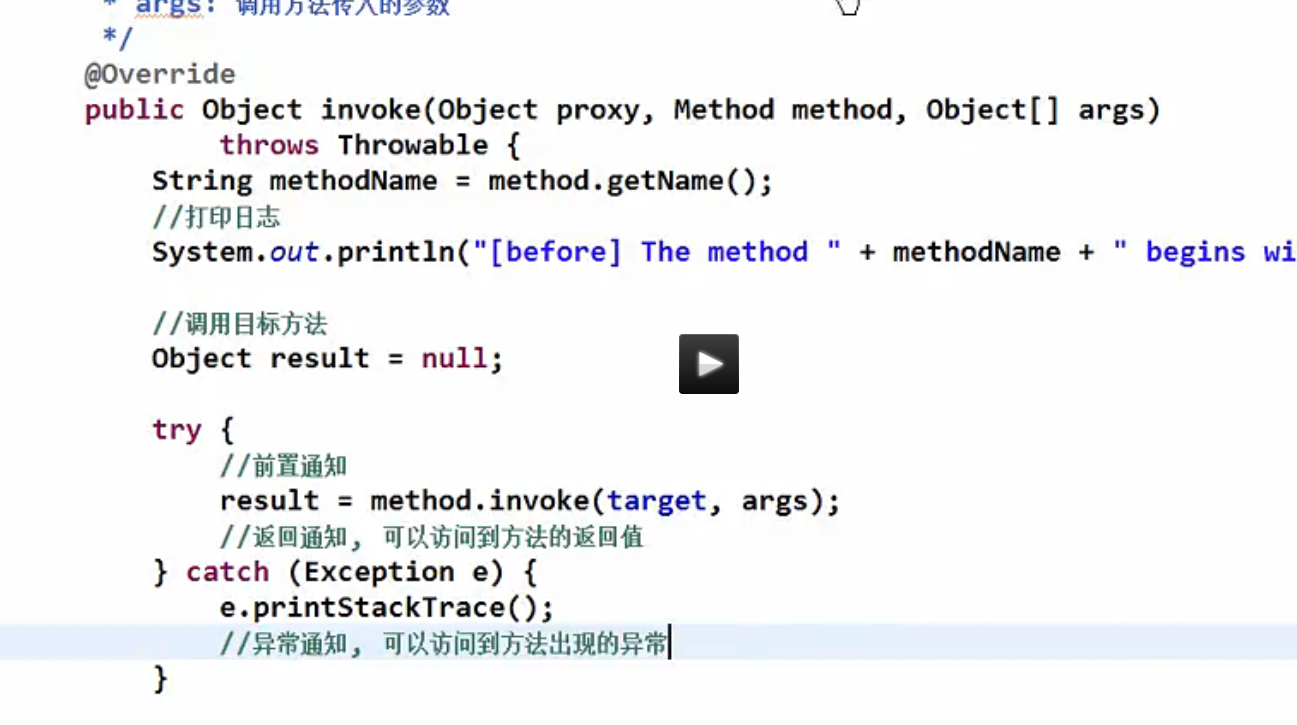 * args: 调用方法传入的参数
*/
@Override
public Object invoke(Object proxy, Method method, Object[] args)
throws Throwable {
String methodName = method.getName();
//打印日志
System.out.println("[before] The method " + methodName + " begins wi
//调用目标方法
Object result = null;
try {
//前置通知
result = method.invoke(target, args);
//返回通知, 可以访问到方法的返回值
} catch (Exception e) {
e.printStackTrace();
//异常通知, 可以访问到方法出现的异常
}